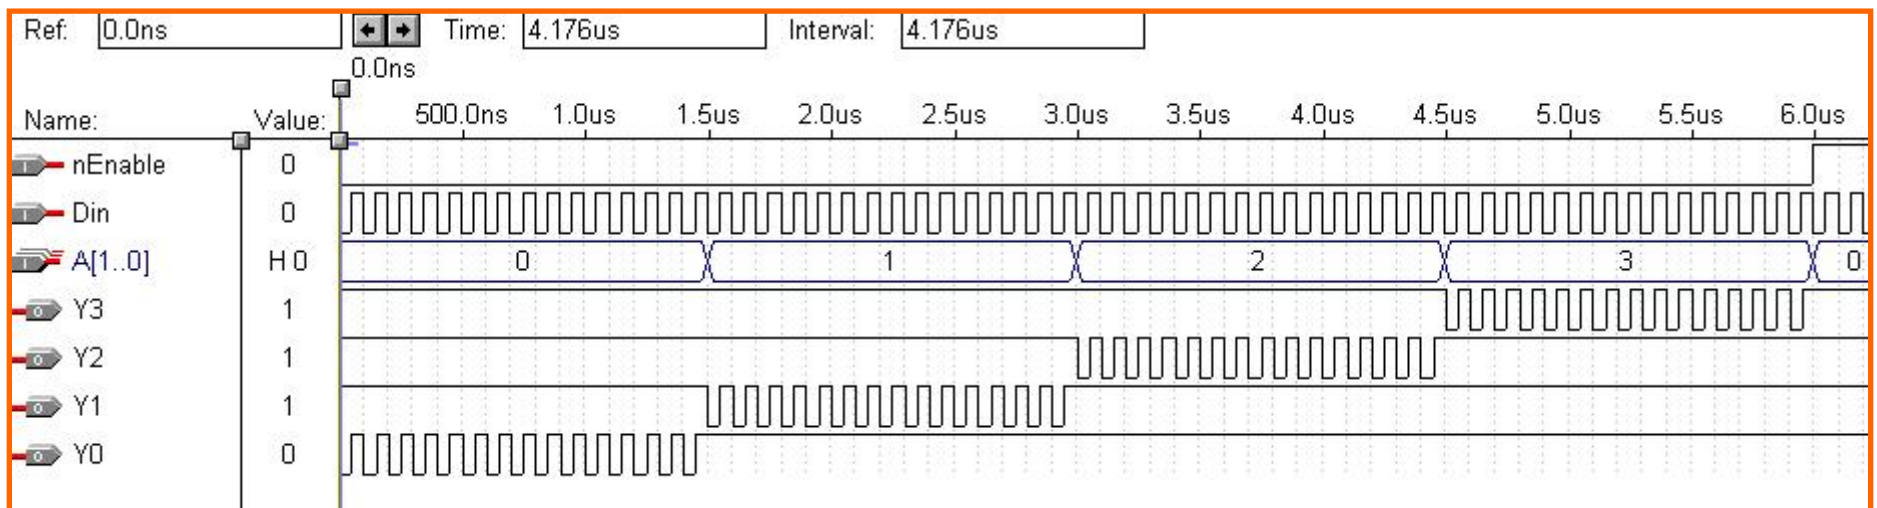 Ref: 0.0ns Time: 4.176us Interval: 4.176us
0.0ns
Name: Value: 500.0ns 1.0us 1.5us 2.0us 2.5us 3.0us 3.5us 4.0us 4.5us 5.0us 5.5us 6.0us
nEnable 0
Din 0
A[1..0] H 0 0 1 2 3 0
Y3 1
Y2 1
Y1 1
Y0 0